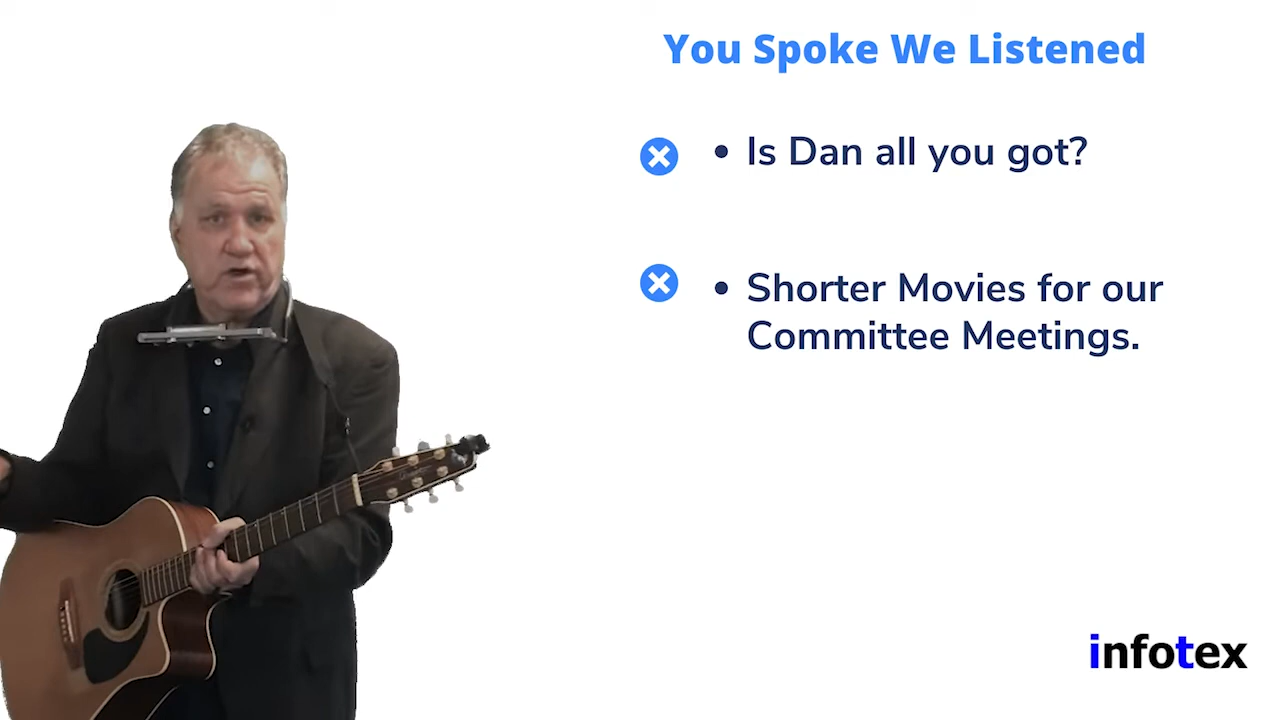 You Spoke We Listened
• Is Dan all you got?
• Shorter Movies for our
Committee Meetings.
infotex